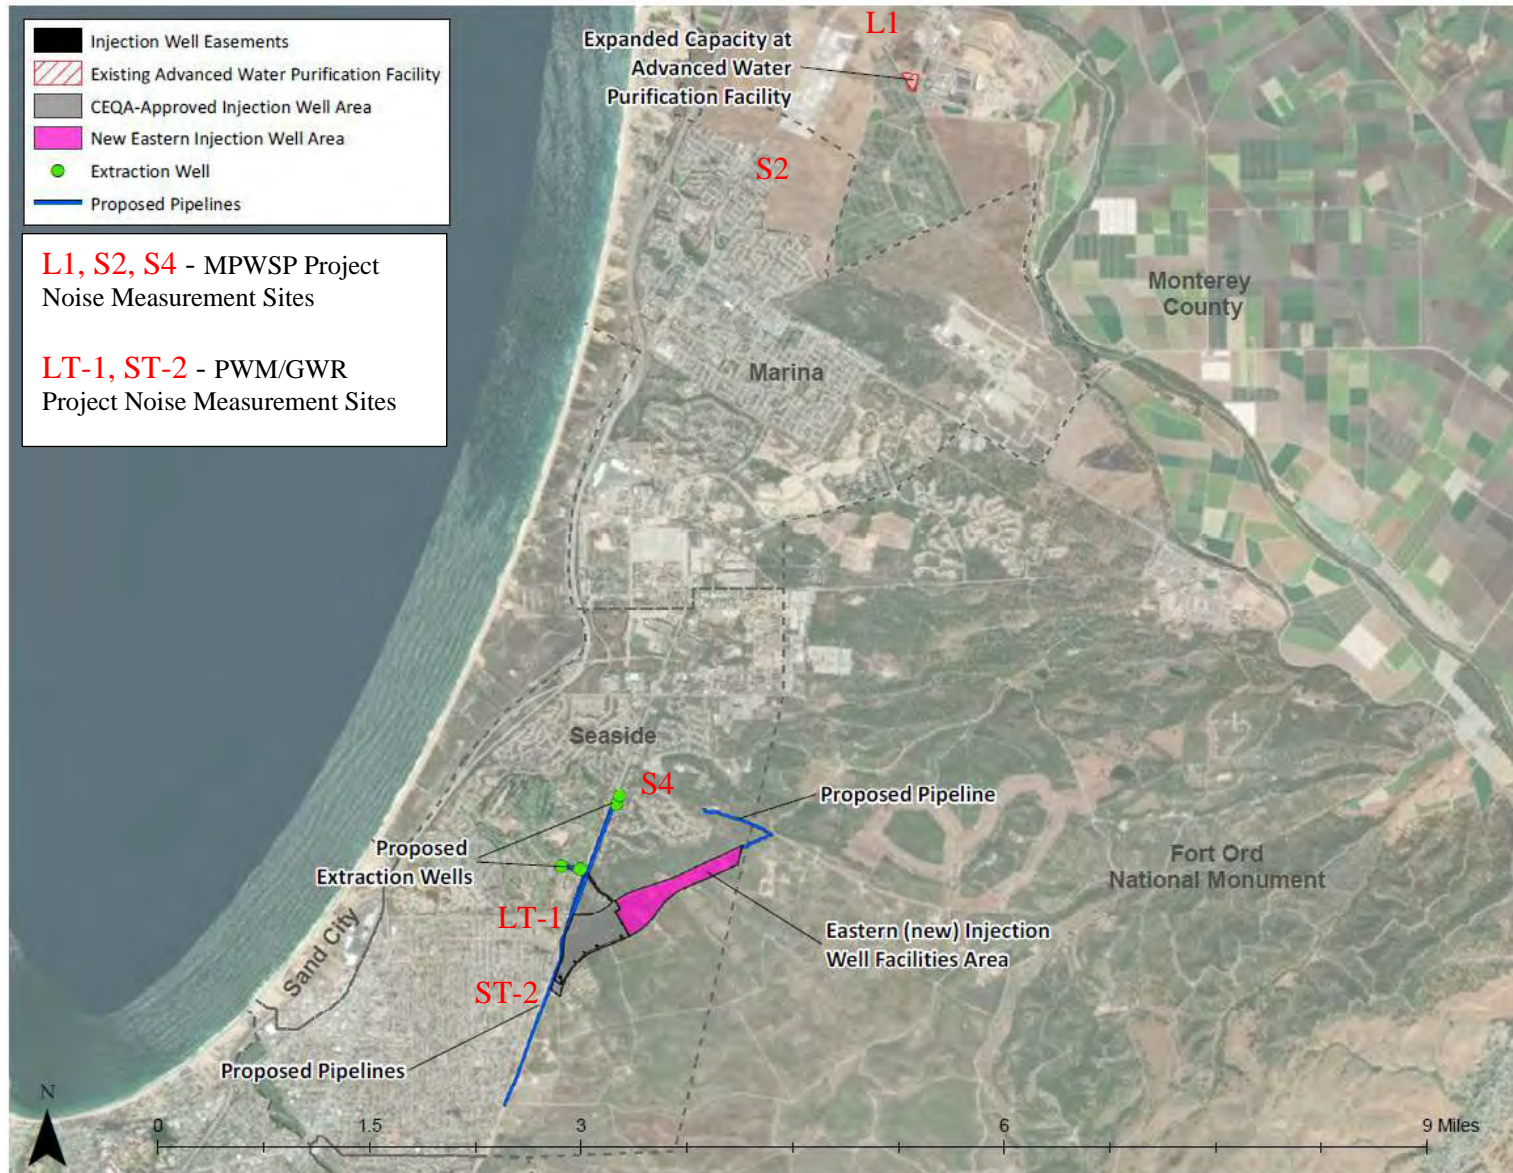 Injection Well Easements
Existing Advanced Water Purification Facility
CEQA-Approved Injection Well Area
New Eastern Injection Well Area
Extraction Well
Proposed Pipelines
L1, S2, S4 - MPWSP Project
Noise Measurement Sites
LT-1, ST-2 - PWM/GWR
Project Noise Measurement Sites
L1
Expanded Capacity at
Advanced Water
Purification Facility
S2
Monterey
County
Marina
Seaside
S4
Proposed Pipeline
Proposed
Extraction Wells
Fort Ord
National Monument
LT-1
Eastern (new) Injection
Well Facilities Area
Sand City
ST-2
Proposed Pipelines
N
0 1.5 3 6 9 Miles